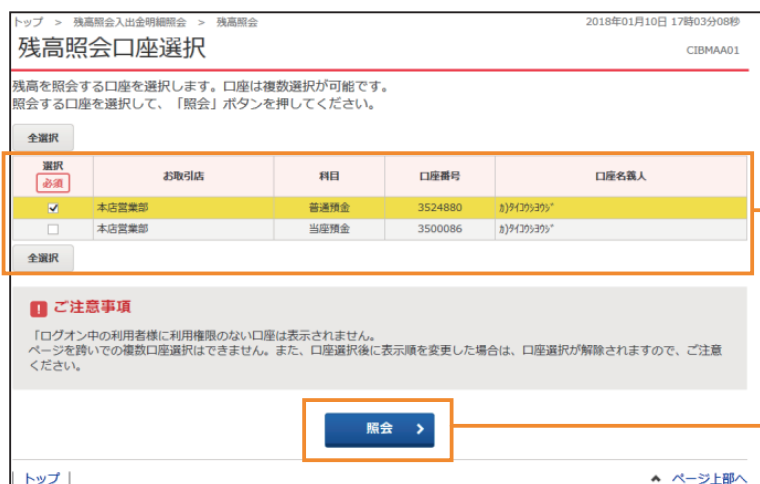 トップ > 残高照会入出金明細照会 > 残高照会
2018年01月10日 17時03分08秒
残高照会口座選択
CIBMAA01
残高を照会する口座を選択します。口座は複数選択が可能です。
照会する口座を選択して、「照会」ボタンを押してください。
全選択
選択 必須 お取引店 科目 口座番号 口座名義人
本店営業部 普通預金 3524880 ｶ)ﾀｲｺｳｼﾖｳｼﾞ
本店営業部 当座預金 3500086 ｶ)ﾀｲｺｳｼﾖｳｼﾞ
全選択
! ご注意事項
「ログオン中の利用者様に利用権限のない口座は表示されません。
ページを跨いでの複数口座選択はできません。また、口座選択後に表示順を変更した場合は、口座選択が解除されますので、ご注意
ください。
照会
トップ |
ページ上部へ